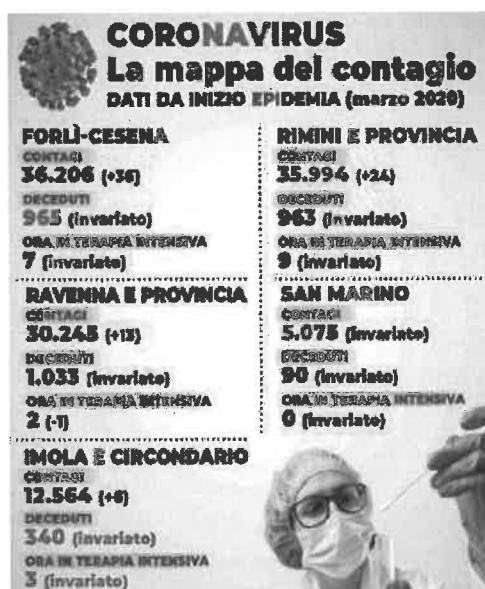 CORONAVIRUS
La mappa del contagio
DATI DA INIZIO EPIDEMIA (marzo 2020)
FORLÌ-CESENA
CONTAGI
36.206 (+36)
DECEDUTI
965 (invariato)
ORA IN TERAPIA INTENSIVA
7 (invariato)
RAVENNA E PROVINCIA
CONTAGI
30.245 (+13)
DECEDUTI
1.033 (invariato)
ORA IN TERAPIA INTENSIVA
2 (-1)
IMOLA E CIRCONDARIO
CONTAGI
12.564 (+6)
DECEDUTI
340 (invariato)
ORA IN TERAPIA INTENSIVA
3 (invariato)
RIMINI E PROVINCIA
CONTAGI
35.994 (+24)
DECEDUTI
963 (invariato)
ORA IN TERAPIA INTENSIVA
9 (invariato)
SAN MARINO
CONTAGI
5.075 (invariato)
DECEDUTI
90 (invariato)
ORA IN TERAPIA INTENSIVA
0 (invariato)